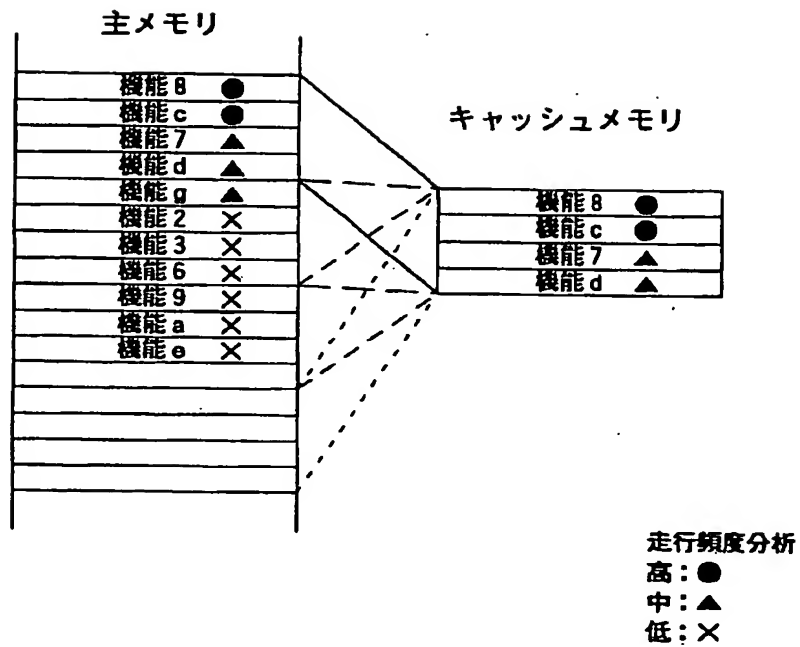 主メモリ
機能8 ●
機能c ●
機能7 ▲
機能d ▲
機能g ▲
機能2 ×
機能3 ×
機能6 ×
機能9 ×
機能a ×
機能e ×
キャッシュメモリ
機能8 ●
機能c ●
機能7 ▲
機能d ▲
走行頻度分析
高:●
中:▲
低:×